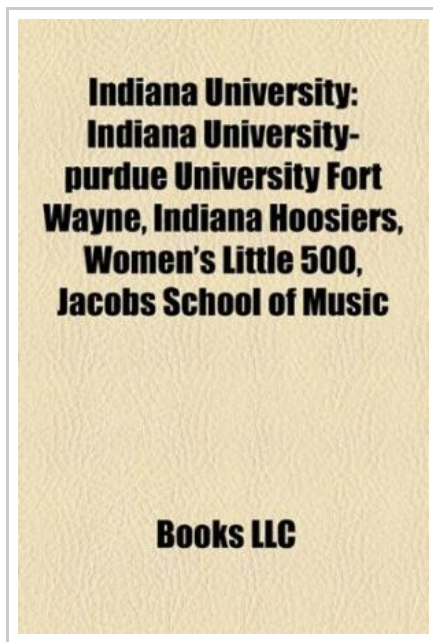 Indiana University:
Indiana University-
purdue University Fort
Wayne, Indiana Hoosiers,
Women's Little 500,
Jacobs School of Music
Books LLC